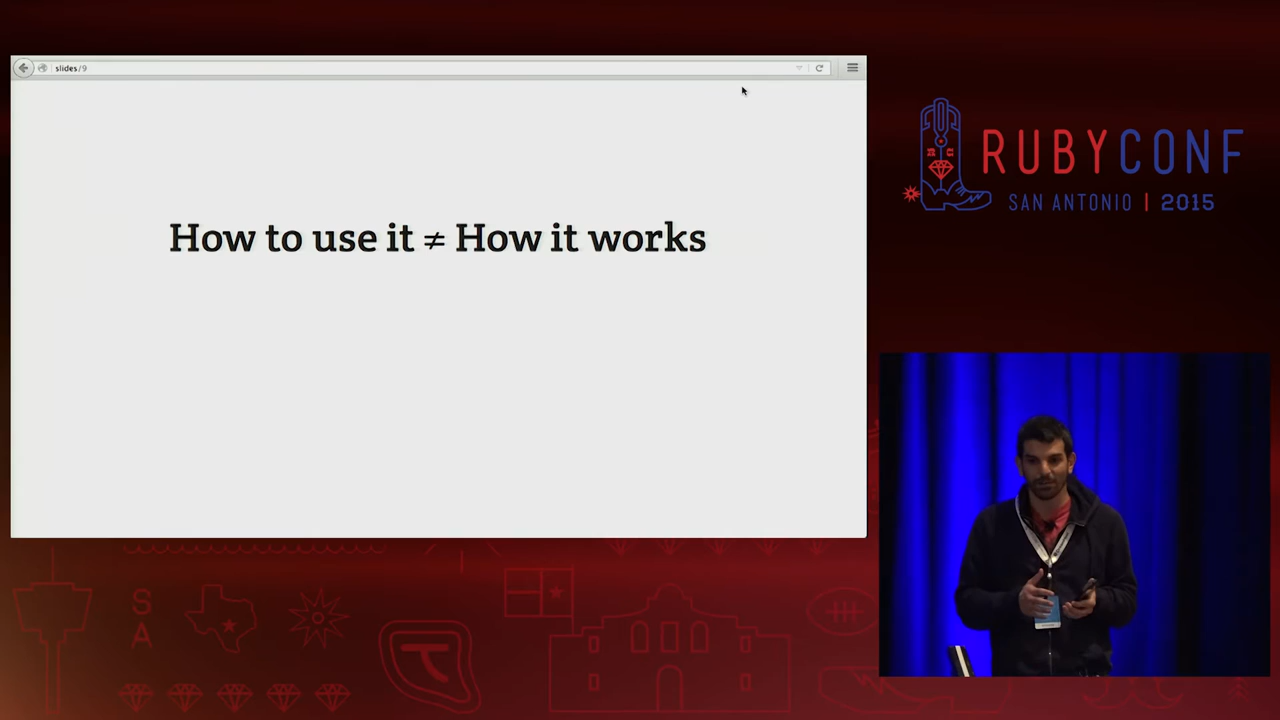 slides/9
How to use it ≠ How it works
RUBYCONF
SAN ANTONIO | 2015
S
A